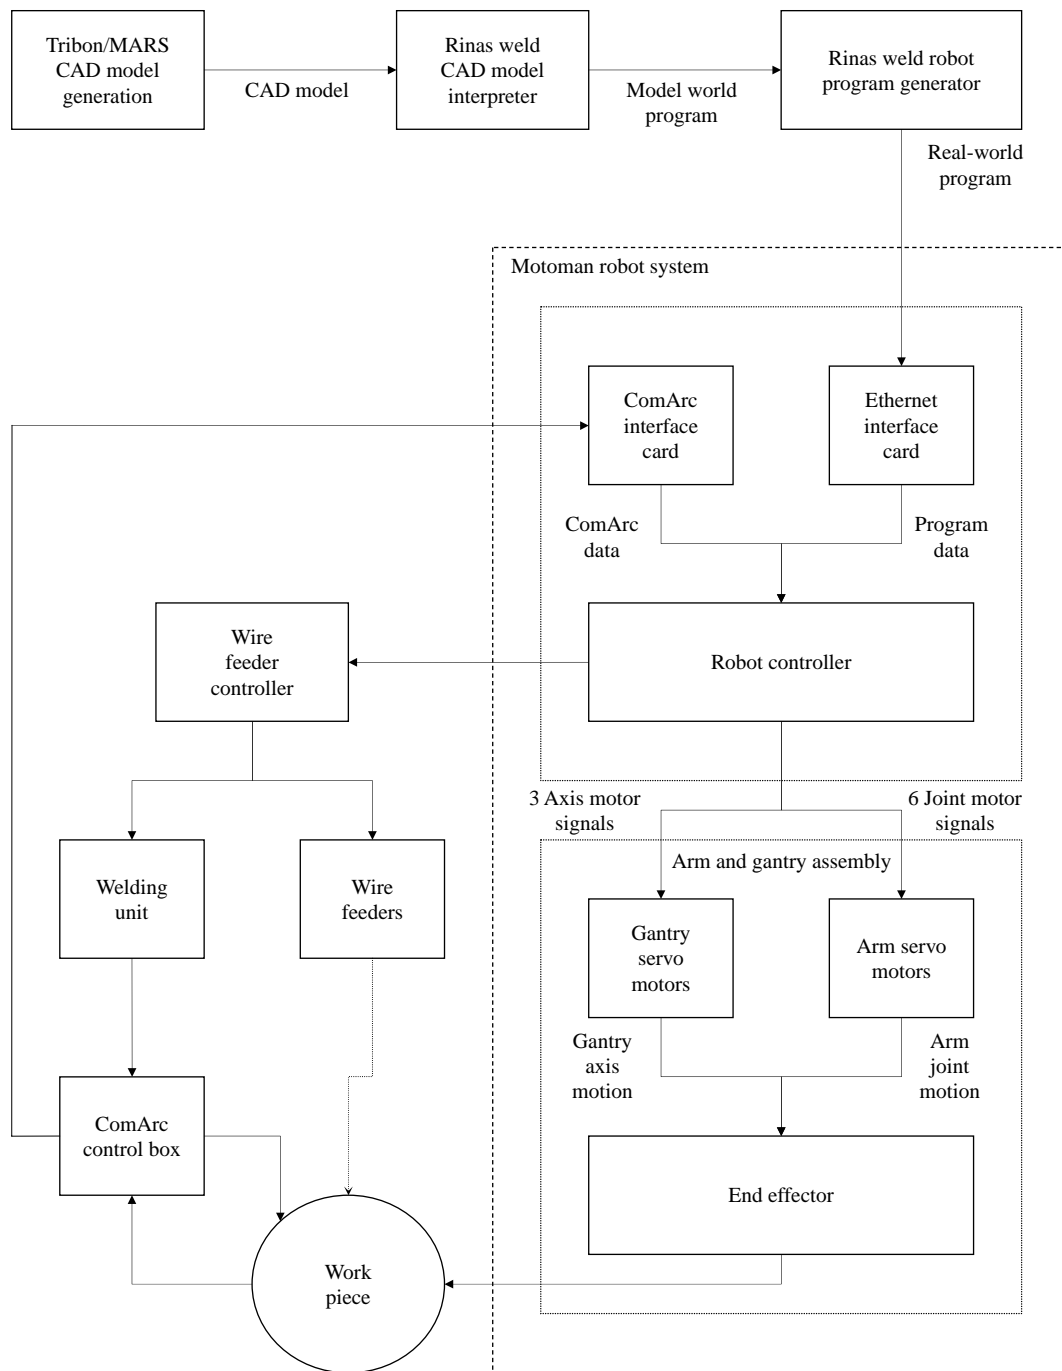 Tribon/MARS
CAD model
generation
CAD model
Rinas weld
CAD model
interpreter
Model world
program
Rinas weld robot
program generator
Real-world
program
Motoman robot system
ComArc
interface
card
Ethernet
interface
card
ComArc
data
Program
data
Wire
feeder
controller
Robot controller
3 Axis motor
signals
6 Joint motor
signals
Arm and gantry assembly
Welding
unit
Wire
feeders
Gantry
servo
motors
Arm servo
motors
Gantry
axis
motion
Arm
joint
motion
ComArc
control box
End effector
Work
piece